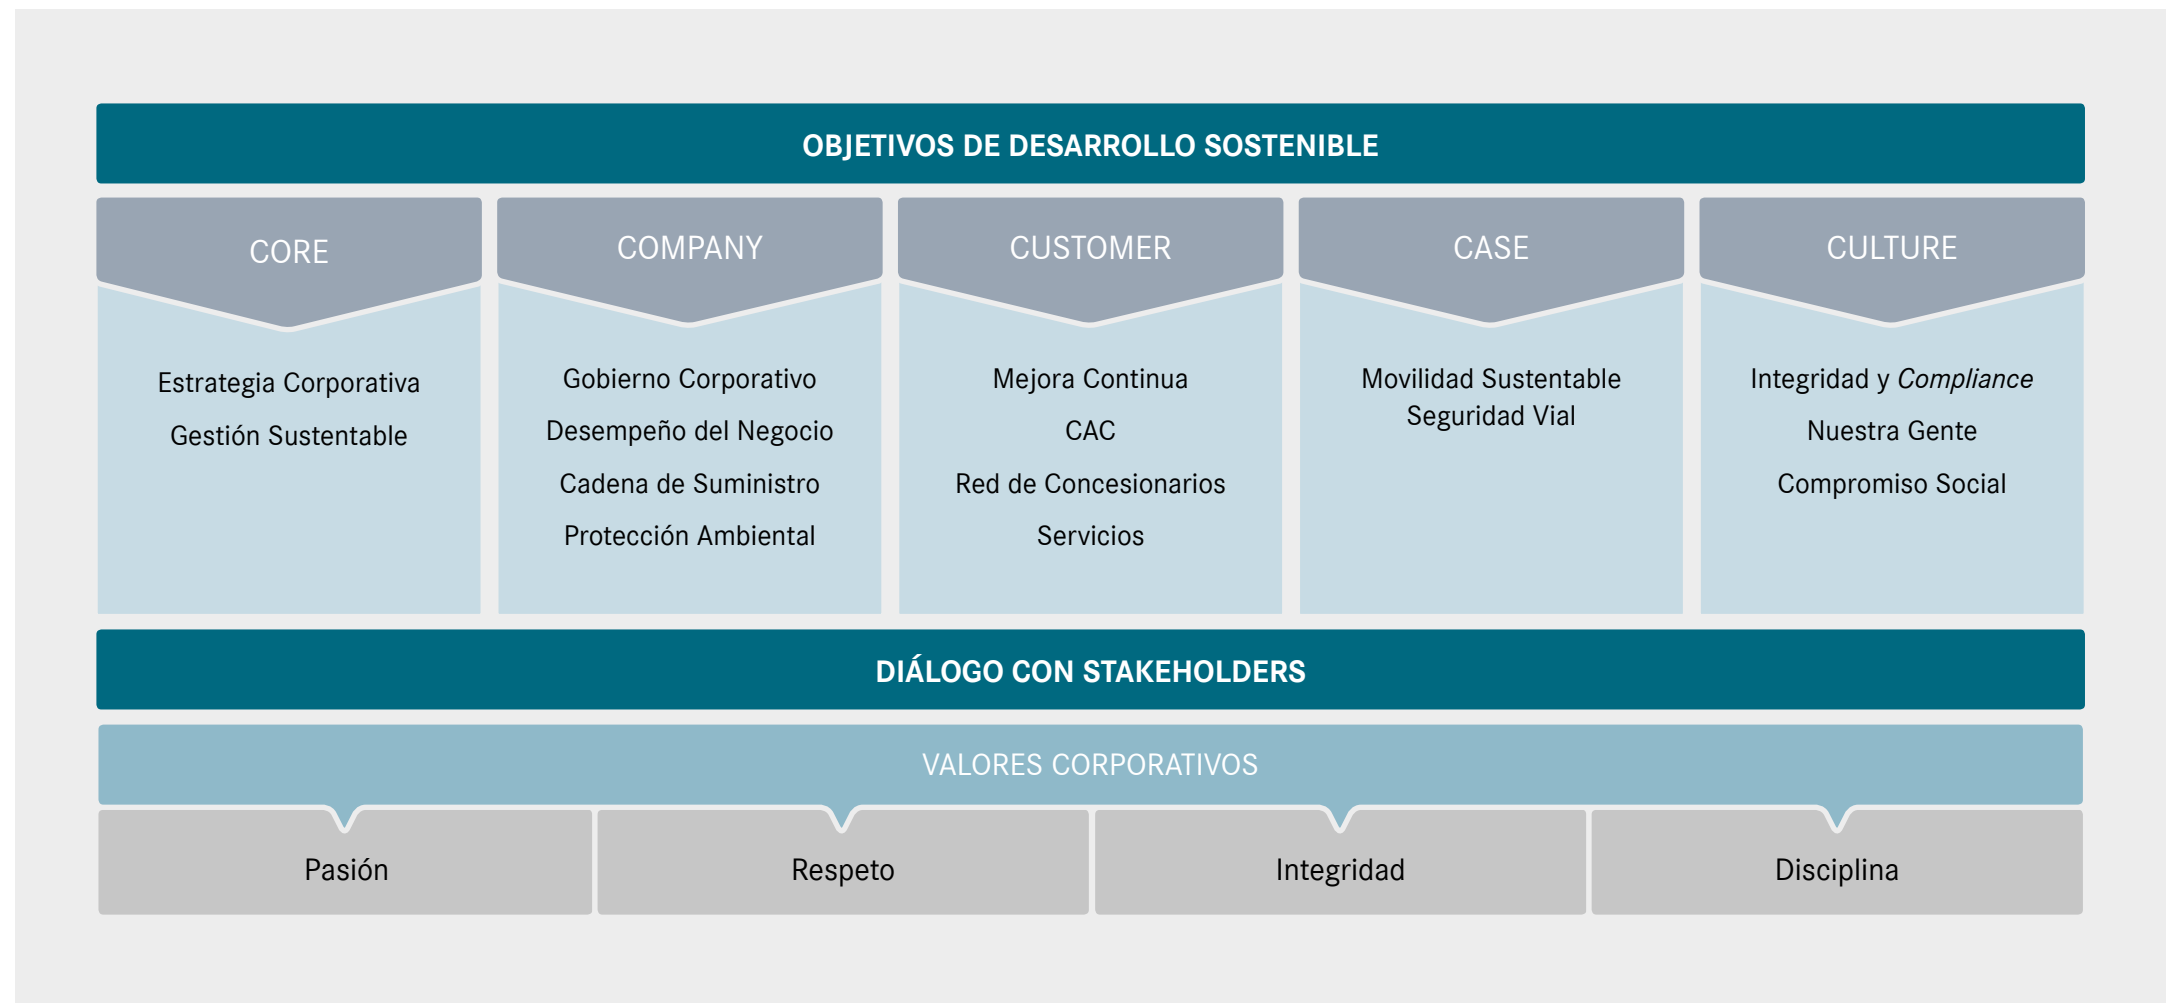 OBJETIVOS DE DESARROLLO SOSTENIBLE
CORE
Estrategia Corporativa
Gestión Sustentable
COMPANY
Gobierno Corporativo
Desempeño del Negocio
Cadena de Suministro
Protección Ambiental
CUSTOMER
Mejora Continua
CAC
Red de Concesionarios
Servicios
CASE
Movilidad Sustentable
Seguridad Vial
CULTURE
Integridad y Compliance
Nuestra Gente
Compromiso Social
DIÁLOGO CON STAKEHOLDERS
VALORES CORPORATIVOS
Pasión
Respeto
Integridad
Disciplina